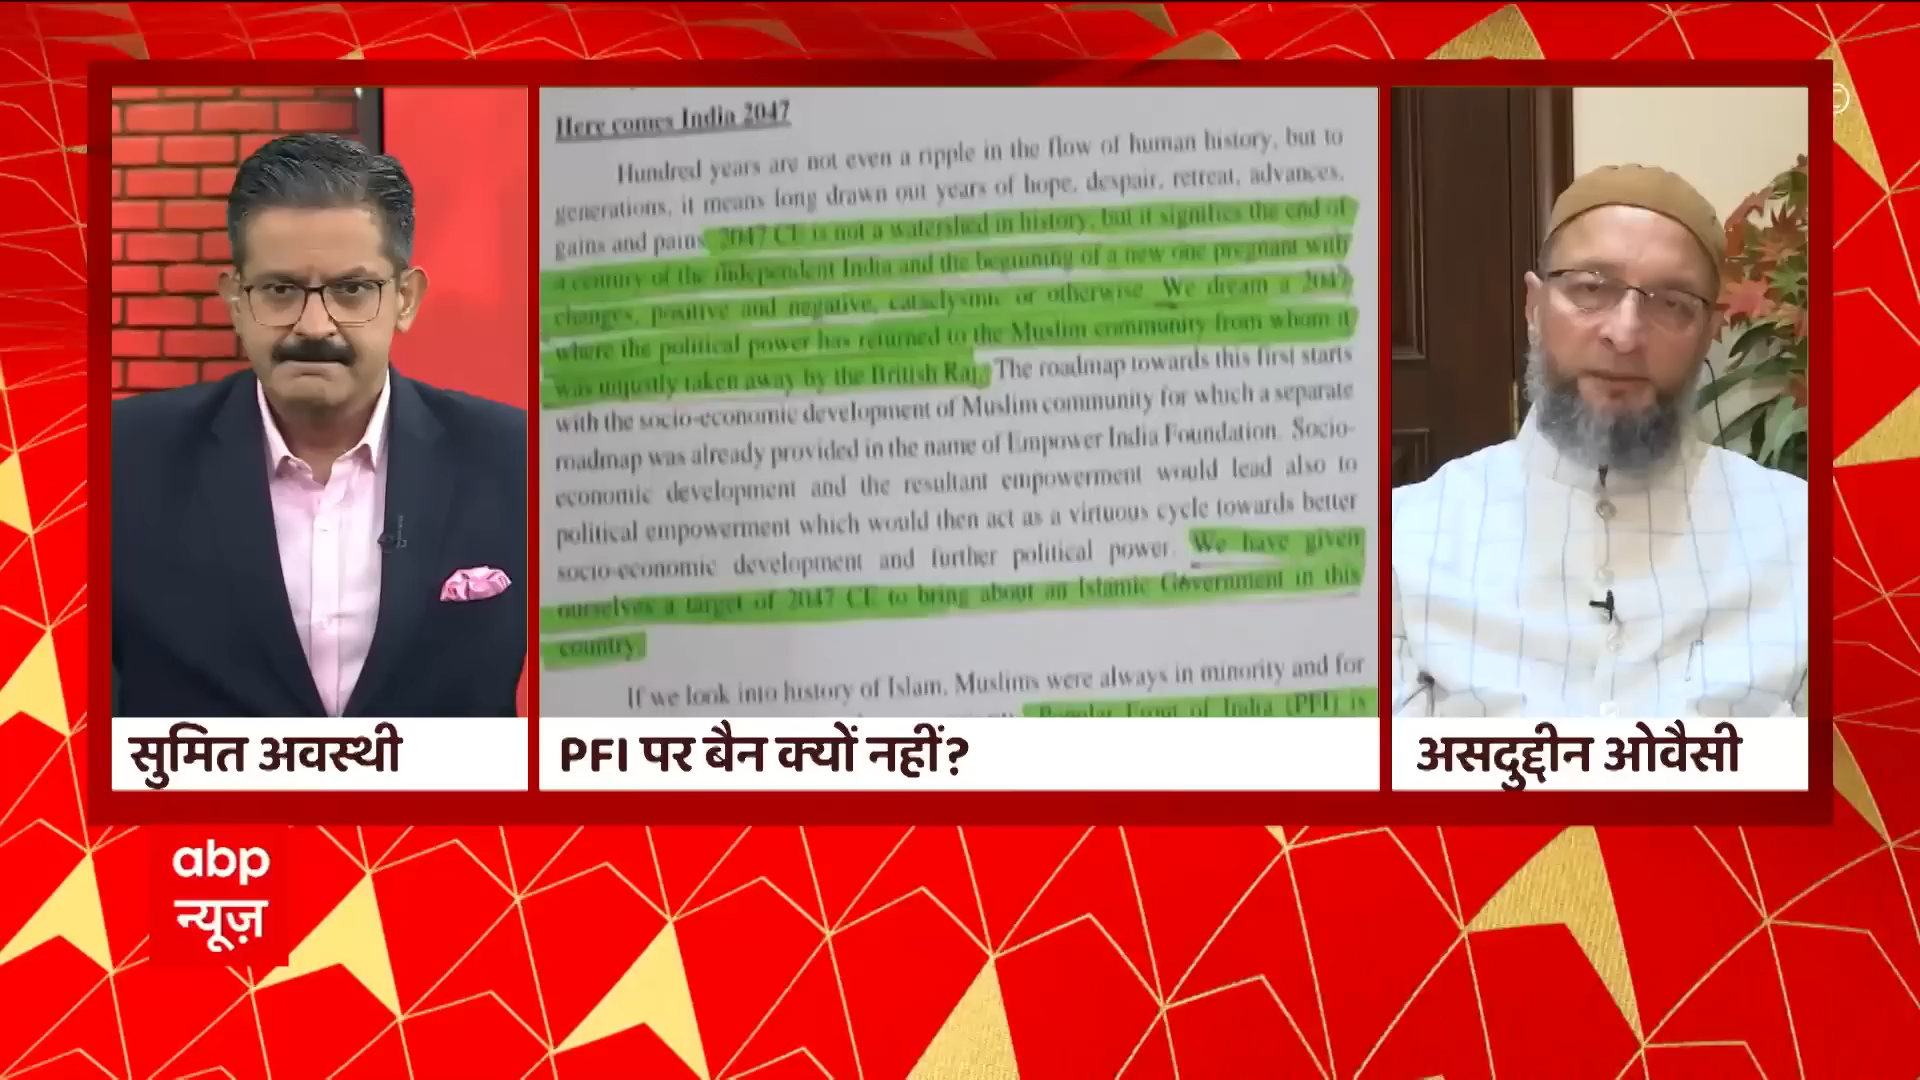 Here comes India 2047
Hundred years are not even a ripple in the flow of human history, but to
generations, it means long drawn out years of hope, despair, retreat, advances,
gains and pains. 2047 CE is not a watershed in history, but it signifies the end of
a century of the independent India and the beginning of a new one pregnant with
changes, positive and negative, cataclysmic or otherwise. We dream a 2047
where the political power has returned to the Muslim community from whom it
was unjustly taken away by the British Raj. The roadmap towards this first starts
with the socio-economic development of Muslim community for which a separate
roadmap was already provided in the name of Empower India Foundation. Socio-
economic development and the resultant empowerment would lead also to
political empowerment which would then act as a virtuous cycle towards better
socio-economic development and further political power. We have given
ourselves a target of 2047 CE to bring about an Islamic Government in this
country.
If we look into history of Islam, Muslims were always in minority and for
Popular Front of India (PFI) is
सुमित अवस्थी
PFI पर बैन क्यों नहीं?
असदुद्दीन ओवैसी
abp
न्यूज़
©